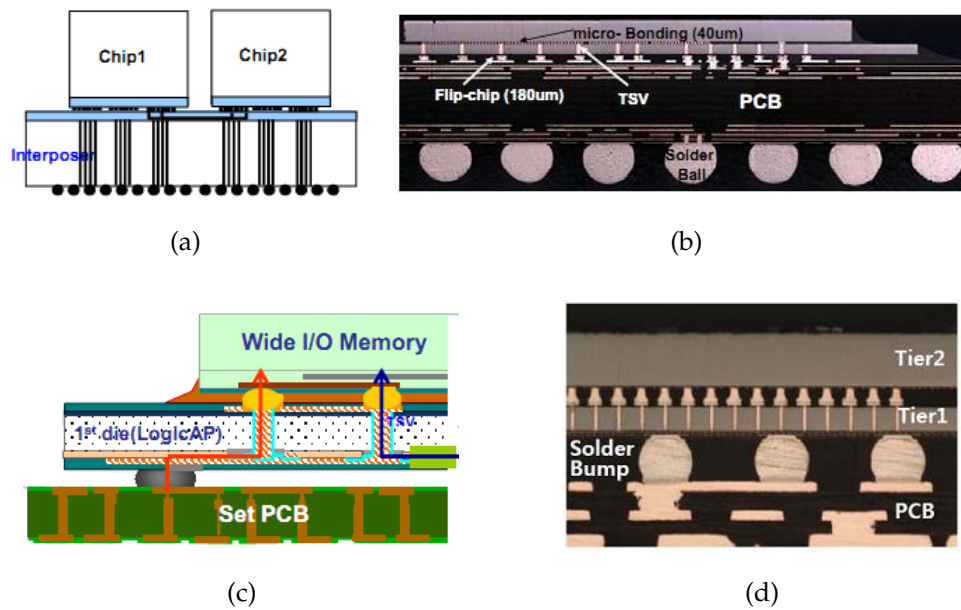 Chip1
Chip2
Interposer
(a)
micro- Bonding (40um)
Flip-chip (180um)
TSV
PCB
Solder
Ball
(b)
Wide I/O Memory
TSV
1st die(LogicAP)
Set PCB
(c)
Tier2
Tier1
Solder
Bump
PCB
(d)